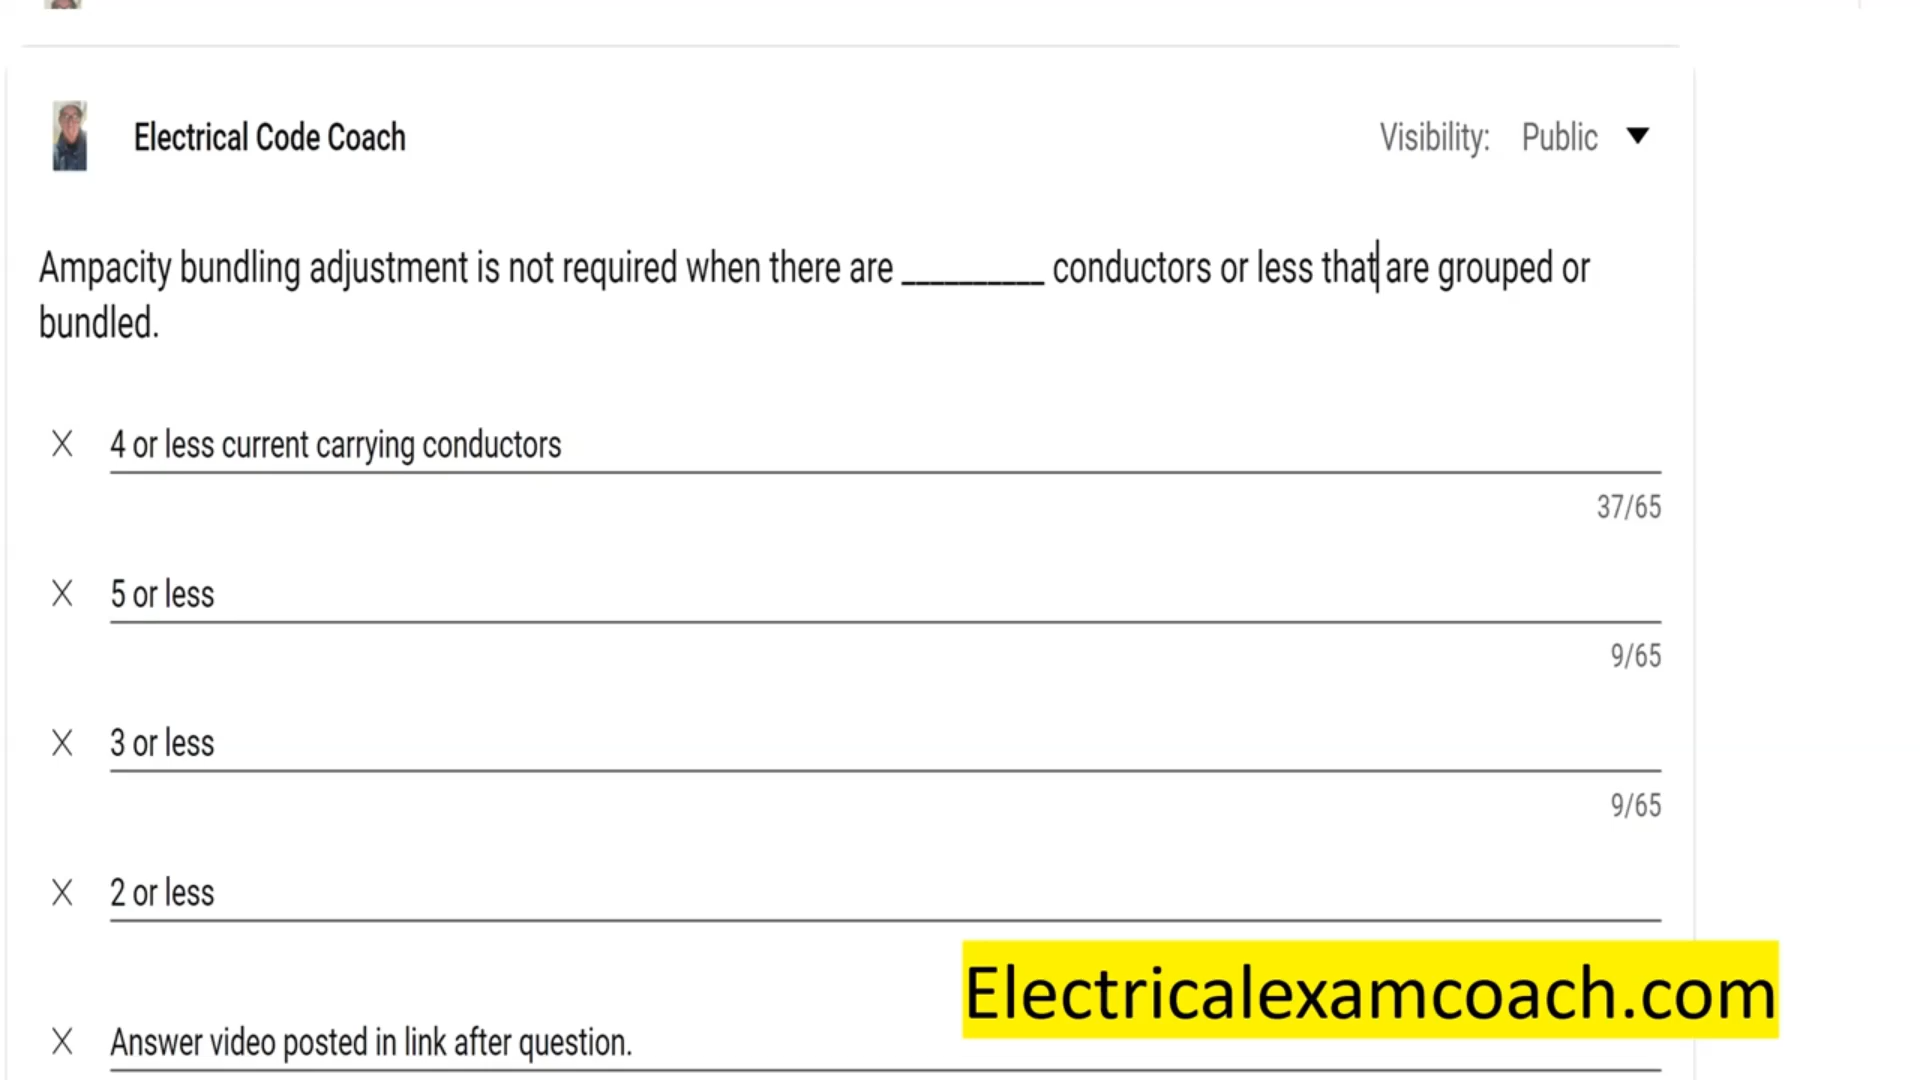 Electrical Code Coach
Visibility: Public
Ampacity bundling adjustment is not required when there are __________ conductors or less that are grouped or
bundled.
X 4 or less current carrying conductors
37/65
X 5 or less
9/65
X 3 or less
9/65
X 2 or less
Electricalexamcoach.com
X Answer video posted in link after question.